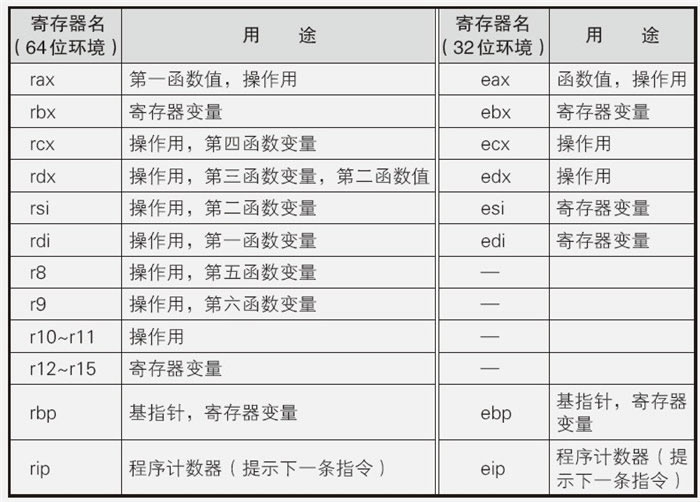 寄存器名（64位环境） 用 途 寄存器名（32位环境） 用 途
rax 第一函数值，操作用 eax 函数值，操作用
rbx 寄存器变量 ebx 寄存器变量
rcx 操作用，第四函数变量 ecx 操作用
rdx 操作用，第三函数变量，第二函数值 edx 操作用
rsi 操作用，第二函数变量 esi 寄存器变量
rdi 操作用，第一函数变量 edi 寄存器变量
r8 操作用，第五函数变量 —
r9 操作用，第六函数变量 —
r10~r11 操作用 —
r12~r15 寄存器变量 —
rbp 基指针，寄存器变量 ebp 基指针，寄存器变量
rip 程序计数器（提示下一条指令） eip 程序计数器（提示下一条指令）